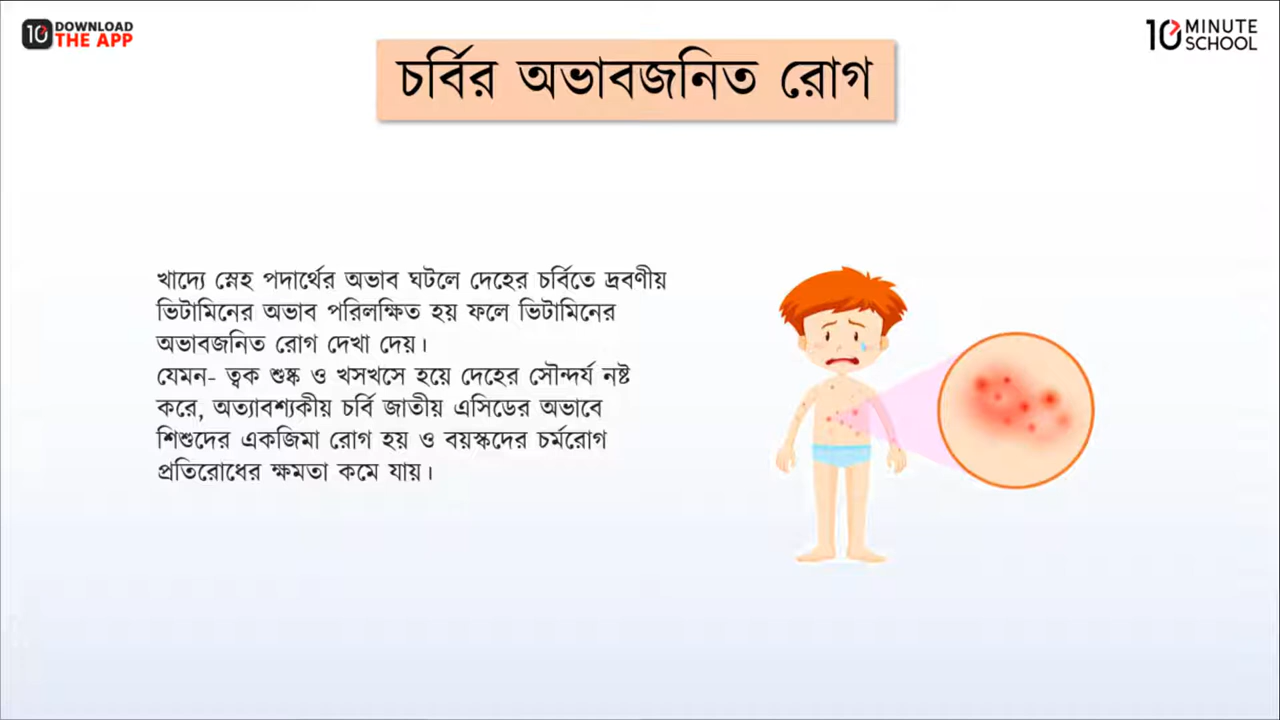 DOWNLOAD
THE APP
10 MINUTE
SCHOOL
চর্বির অভাবজনিত রোগ
খাদ্যে স্নেহ পদার্থের অভাব ঘটলে দেহের চর্বিতে দ্রবণীয়
ভিটামিনের অভাব পরিলক্ষিত হয় ফলে ভিটামিনের
অভাবজনিত রোগ দেখা দেয়।
যেমন- ত্বক শুষ্ক ও খসখসে হয়ে দেহের সৌন্দর্য নষ্ট
করে, অত্যাবশ্যকীয় চর্বি জাতীয় এসিডের অভাবে
শিশুদের একজিমা রোগ হয় ও বয়স্কদের চর্মরোগ
প্রতিরোধের ক্ষমতা কমে যায়।